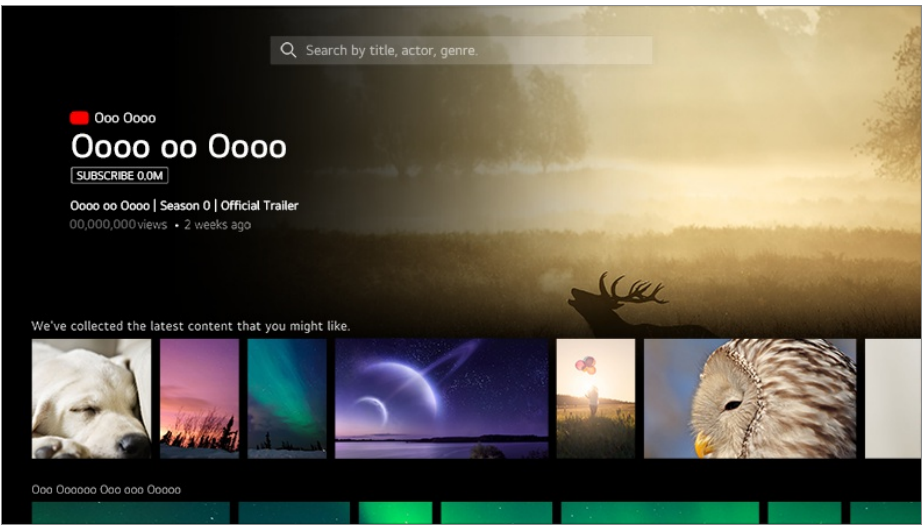 Search by title, actor, genre.
Ooo Oooo
Oooo oo Oooo
SUBSCRIBE 0.0M
Oooo oo Oooo | Season 0 | Official Trailer
00,000,000 views • 2 weeks ago
We've collected the latest content that you might like.
Ooo Oooooo Ooo ooo Ooooo